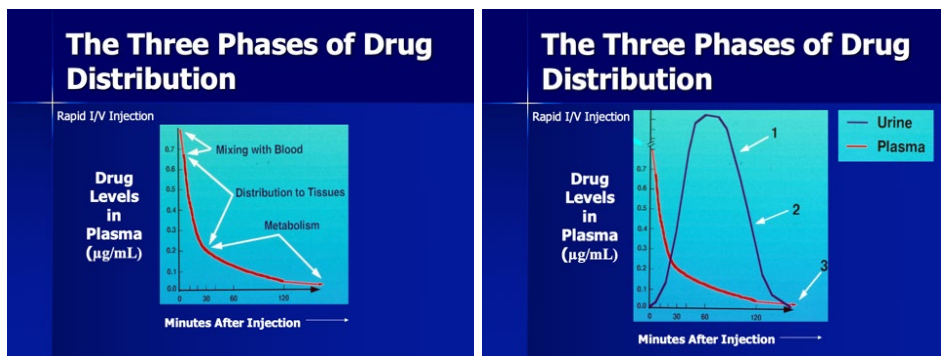 The Three Phases of Drug
Distribution
Rapid I/V Injection
Drug
Levels
in
Plasma
(µg/mL)
0.7
0.5
0.4
0.3
0.2
0.1
0.0
Mixing with Blood
Distribution to Tissues
Metabolism
0
30
60
120
Minutes After Injection
The Three Phases of Drug
Distribution
Rapid I/V Injection
Urine
Plasma
Drug
Levels
in
Plasma
(µg/mL)
0.7
0.5
0.4
0.3
0.2
0.1
0.0
1
2
3
0
30
60
120
Minutes After Injection